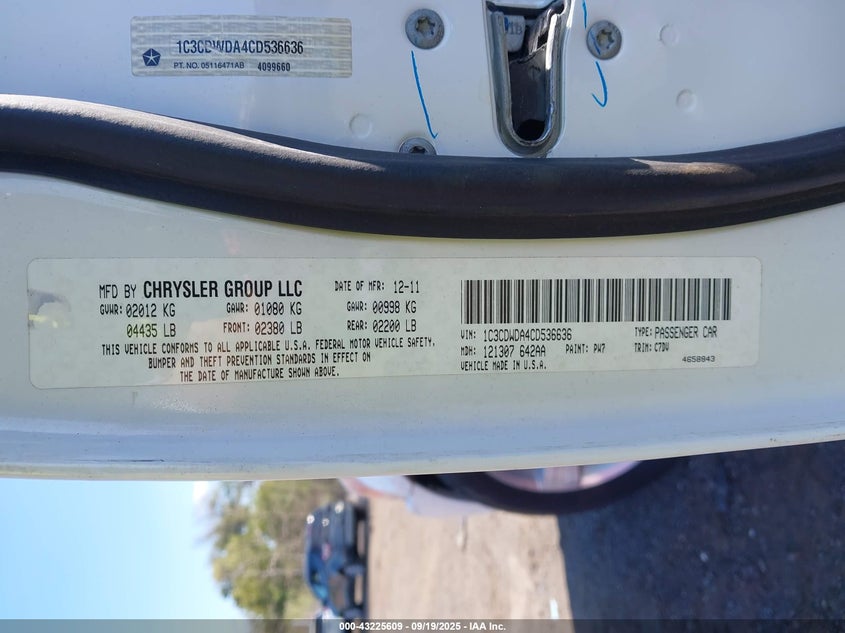 1C3CDWDA4CD536636
PT. NO. 05116471AB 4099660
MFD BY CHRYSLER GROUP LLC DATE OF MFR: 12-11
GVWR: 02012 KG GAWR: 01080 KG GAWR: 00998 KG
04435 LB FRONT: 02380 LB REAR: 02200 LB
THIS VEHICLE CONFORMS TO ALL APPLICABLE U.S.A. FEDERAL MOTOR VEHICLE SAFETY,
BUMPER AND THEFT PREVENTION STANDARDS IN EFFECT ON
THE DATE OF MANUFACTURE SHOWN ABOVE.
VIN: 1C3CDWDA4CD536636 TYPE: PASSENGER CAR
MDH: 121307 642AA PAINT: PW7 TRIM: C7DV
VEHICLE MADE IN U.S.A. 4658843
000-43225609 - 09/19/2025 - IAA Inc.